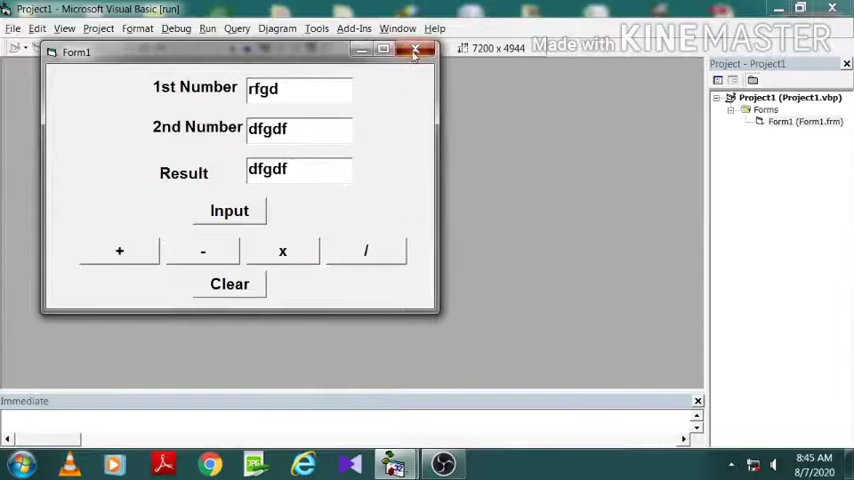 Project1 - Microsoft Visual Basic [run]
File Edit View Project Format Debug Run Query Diagram Tools Add-Ins Window Help
7200 x 4944
Made with KINEMASTER
Form1
1st Number rfgd
2nd Number dfgdf
Result dfgdf
Input
+ - x /
Clear
Project - Project1
Project1 (Project1.vbp)
Forms
Form1 (Form1.frm)
Immediate
8:45 AM
8/7/2020